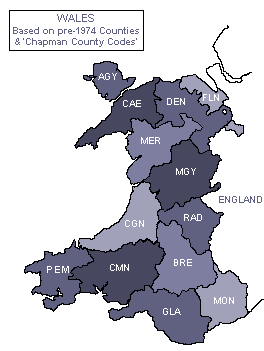 WALES
Based on pre-1974 Counties
& 'Chapman County Codes'
AGY
CAE
DEN
FLN
MER
MGY
ENGLAND
CGN
RAD
PEM
CMN
BRE
MON
GLA